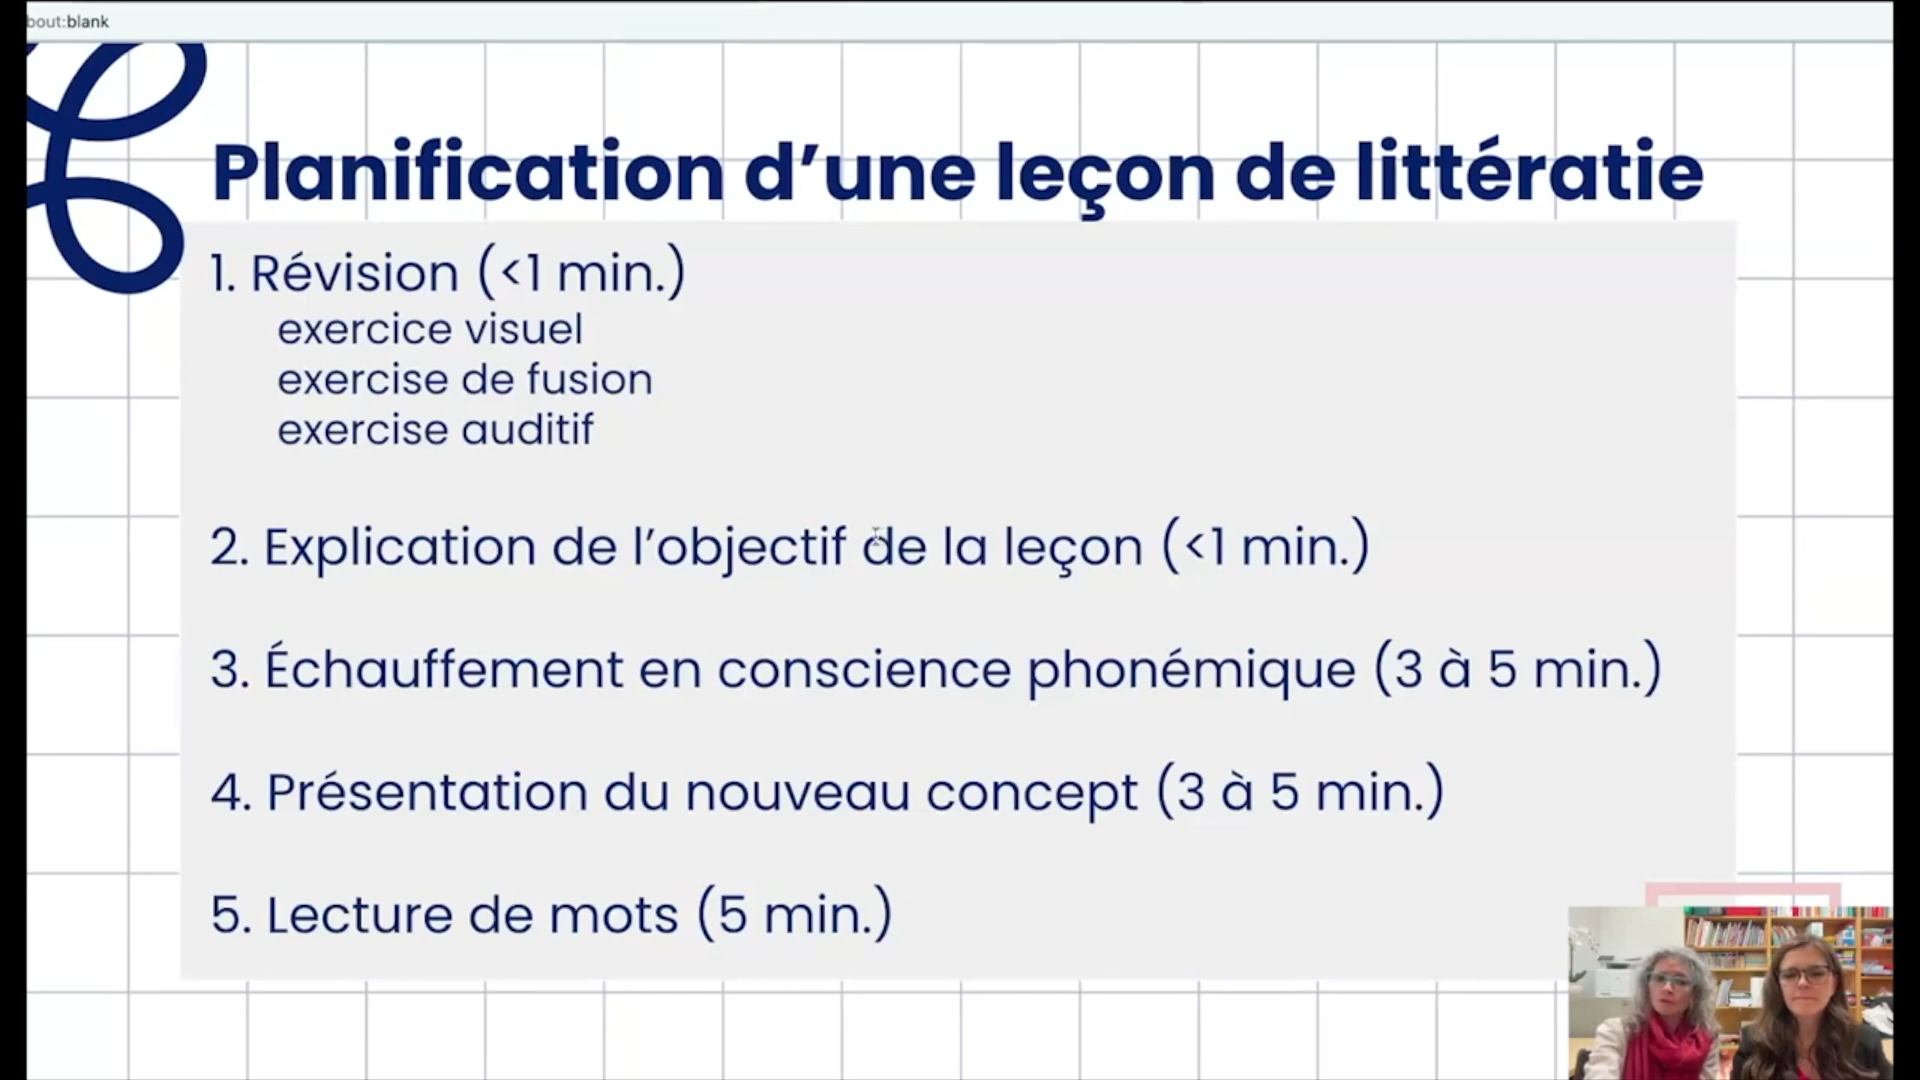 bout:blank
Planification d’une leçon de littératie
1. Révision (<1 min.)
exercice visuel
exercise de fusion
exercise auditif
2. Explication de l’objectif de la leçon (<1 min.)
3. Échauffement en conscience phonémique (3 à 5 min.)
4. Présentation du nouveau concept (3 à 5 min.)
5. Lecture de mots (5 min.)